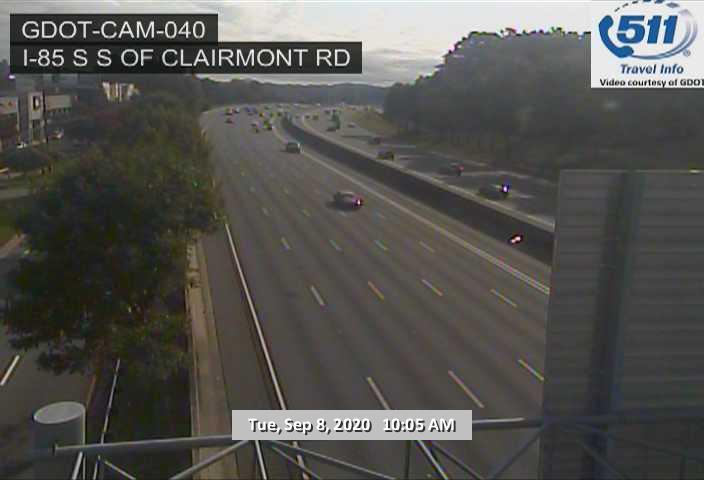 GDOT-CAM-040
I-85 S S OF CLAIRMONT RD
511
®
Travel Info
Video courtesy of GDOT
Tue, Sep 8, 2020 10:05 AM